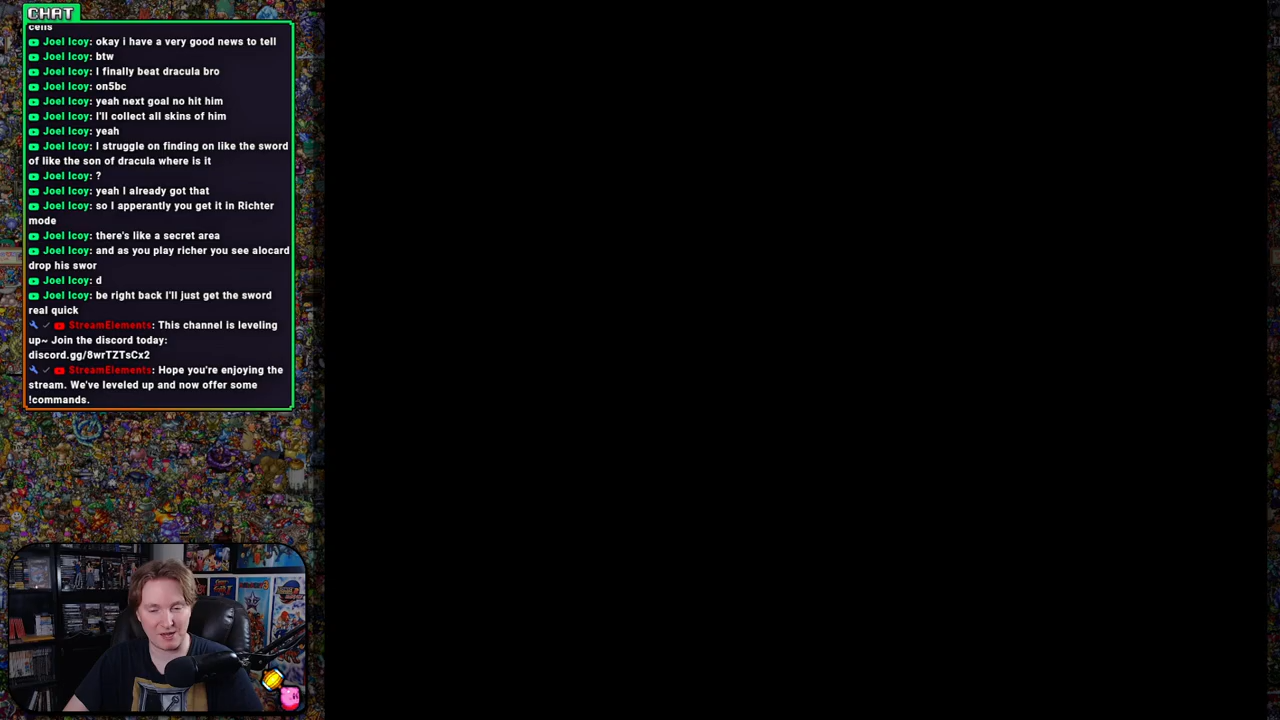 CHAT
cells
Joel Icoy: okay i have a very good news to tell
Joel Icoy: btw
Joel Icoy: I finally beat dracula bro
Joel Icoy: on5bc
Joel Icoy: yeah next goal no hit him
Joel Icoy: I'll collect all skins of him
Joel Icoy: yeah
Joel Icoy: I struggle on finding on like the sword
of like the son of dracula where is it
Joel Icoy: ?
Joel Icoy: yeah I already got that
Joel Icoy: so I apperantly you get it in Richter
mode
Joel Icoy: there's like a secret area
Joel Icoy: and as you play richer you see alocard
drop his swor
Joel Icoy: d
Joel Icoy: be right back I'll just get the sword
real quick
StreamElements: This channel is leveling
up~ Join the discord today:
discord.gg/8wrTZTsCx2
StreamElements: Hope you're enjoying the
stream. We've leveled up and now offer some
!commands.